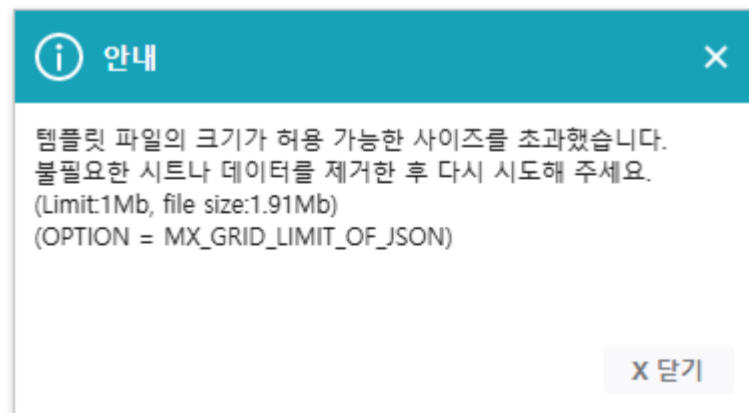 안내
템플릿 파일의 크기가 허용 가능한 사이즈를 초과했습니다.
불필요한 시트나 데이터를 제거한 후 다시 시도해 주세요.
(Limit:1Mb, file size:1.91Mb)
(OPTION = MX_GRID_LIMIT_OF_JSON)
X 닫기